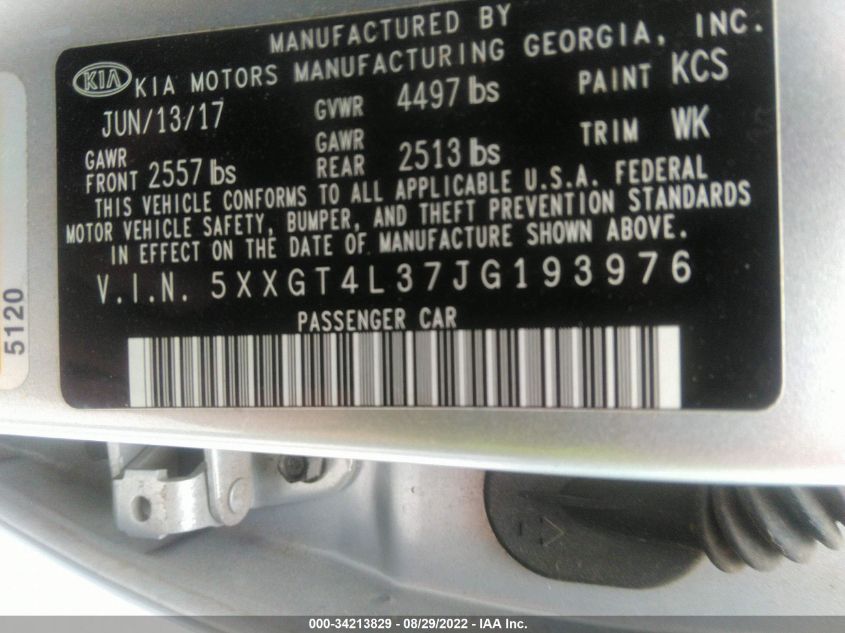 MANUFACTURED BY
KIA KIA MOTORS MANUFACTURING GEORGIA, INC.
JUN/13/17 GVWR 4497 lbs PAINT KCS
GAWR FRONT 2557 lbs GAWR REAR 2513 lbs TRIM WK
THIS VEHICLE CONFORMS TO ALL APPLICABLE U.S.A. FEDERAL
MOTOR VEHICLE SAFETY, BUMPER, AND THEFT PREVENTION STANDARDS
IN EFFECT ON THE DATE OF MANUFACTURE SHOWN ABOVE.
V.I.N. 5XXGT4L37JG193976
PASSENGER CAR
5120
000-34213829 - 08/29/2022 - IAA Inc.